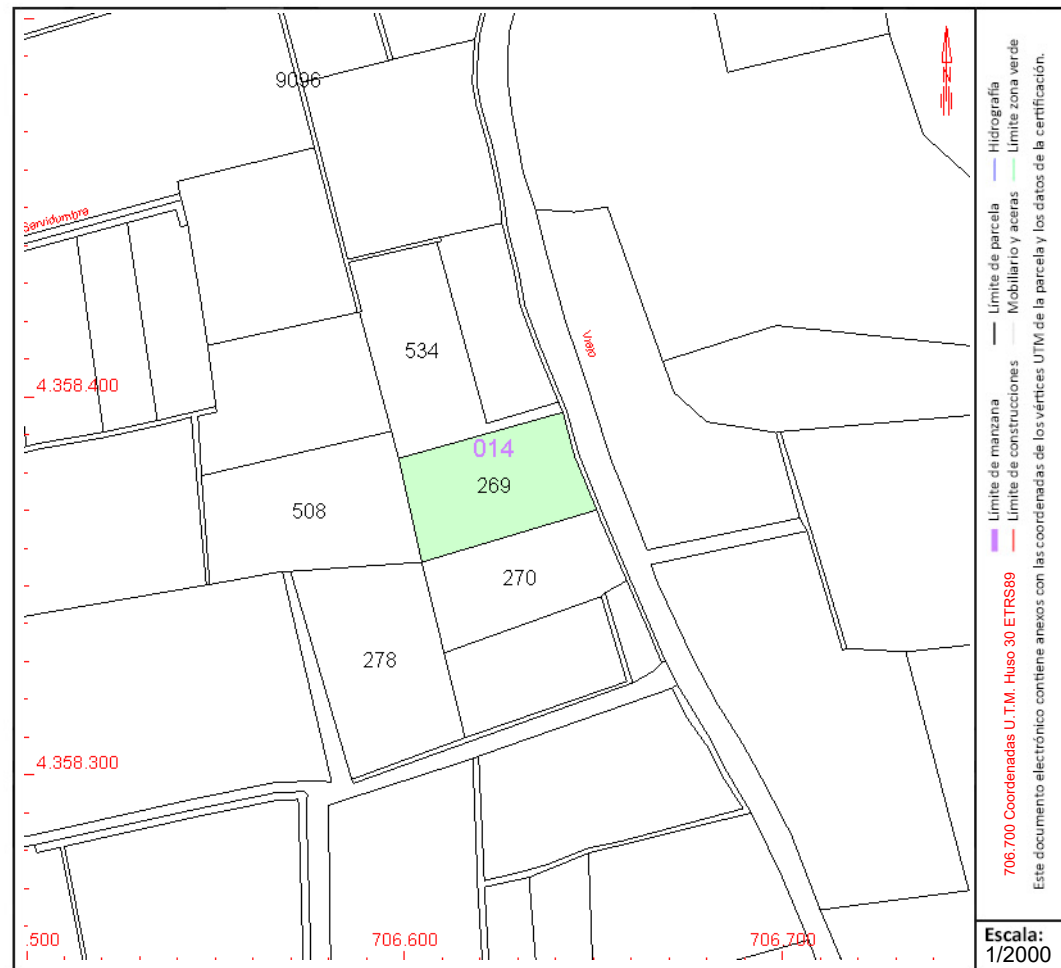 9096
Servidumbre
534
Viejo
4.358.400
014
269
508
270
278
4.358.300
.500
706.600
706.700
Límite de manzana
Límite de parcela
Hidrografía
Límite de construcciones
Mobiliario y aceras
Límite zona verde
706.700 Coordenadas U.T.M. Huso 30 ETRS89
Este documento electrónico contiene anexos con las coordenadas de los vértices UTM de la parcela y los datos de la certificación.
N
Escala:
1/2000